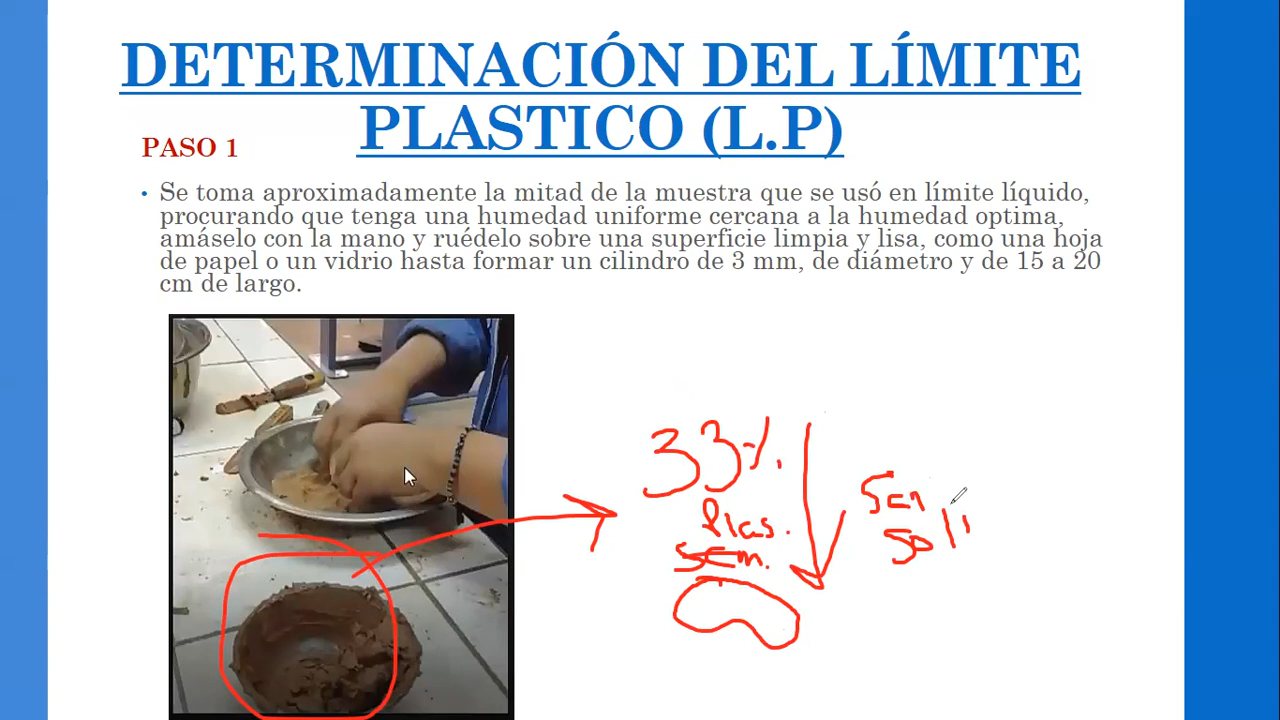 DETERMINACIÓN DEL LÍMITE
PLASTICO (L.P)
PASO 1
• Se toma aproximadamente la mitad de la muestra que se usó en límite líquido,
procurando que tenga una humedad uniforme cercana a la humedad optima,
amáselo con la mano y ruédelo sobre una superficie limpia y lisa, como una hoja
de papel o un vidrio hasta formar un cilindro de 3 mm, de diámetro y de 15 a 20
cm de largo.
33%.
Plas.
5cm.
5cm